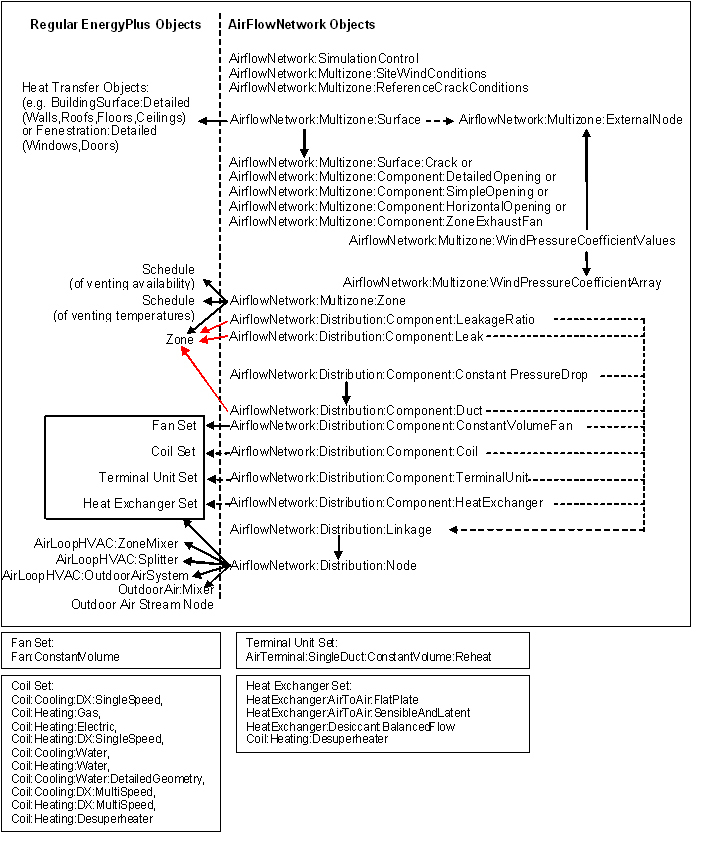 Regular EnergyPlus Objects
AirFlowNetwork Objects
AirflowNetwork:SimulationControl
AirflowNetwork:Multizone:SiteWindConditions
AirflowNetwork:Multizone:ReferenceCrackConditions
Heat Transfer Objects:
(e.g. BuildingSurface:Detailed
(Walls,Roofs,Floors,Ceilings)
or Fenestration:Detailed
(Windows,Doors)
AirflowNetwork:Multizone:Surface
AirflowNetwork:Multizone:ExternalNode
AirflowNetwork:Multizone:Surface:Crack or
AirflowNetwork:Multizone:Component:DetailedOpening or
AirflowNetwork:Multizone:Component:SimpleOpening or
AirflowNetwork:Multizone:Component:HorizontalOpening or
AirflowNetwork:Multizone:Component:ZoneExhaustFan
AirflowNetwork:Multizone:WindPressureCoefficientValues
AirflowNetwork:Multizone:WindPressureCoefficientArray
Schedule
(of venting availability)
Schedule
(of venting temperatures)
Zone
AirflowNetwork:Multizone:Zone
AirflowNetwork:Distribution:Component:LeakageRatio
AirflowNetwork:Distribution:Component:Leak
AirflowNetwork:Distribution:Component:Constant PressureDrop
AirflowNetwork:Distribution:Component:Duct
Fan Set
AirflowNetwork:Distribution:Component:ConstantVolumeFan
Coil Set
AirflowNetwork:Distribution:Component:Coil
Terminal Unit Set
AirflowNetwork:Distribution:Component:TerminalUnit
Heat Exchanger Set
AirflowNetwork:Distribution:Component:HeatExchanger
AirflowNetwork:Distribution:Linkage
AirLoopHVAC:ZoneMixer
AirLoopHVAC:Splitter
AirLoopHVAC:OutdoorAirSystem
OutdoorAir:Mixer
Outdoor Air Stream Node
AirflowNetwork:Distribution:Node
Fan Set:
Fan:ConstantVolume
Terminal Unit Set:
AirTerminal:SingleDuct:ConstantVolume:Reheat
Coil Set:
Coil:Cooling:DX:SingleSpeed,
Coil:Heating:Gas,
Coil:Heating:Electric,
Coil:Heating:DX:SingleSpeed,
Coil:Cooling:Water,
Coil:Heating:Water,
Coil:Cooling:Water:DetailedGeometry,
Coil:Cooling:DX:MultiSpeed,
Coil:Heating:DX:MultiSpeed,
Coil:Heating:Desuperheater
Heat Exchanger Set:
HeatExchanger:AirToAir:FlatPlate
HeatExchanger:AirToAir:SensibleAndLatent
HeatExchanger:Desiccant:BalancedFlow
Coil:Heating:Desuperheater